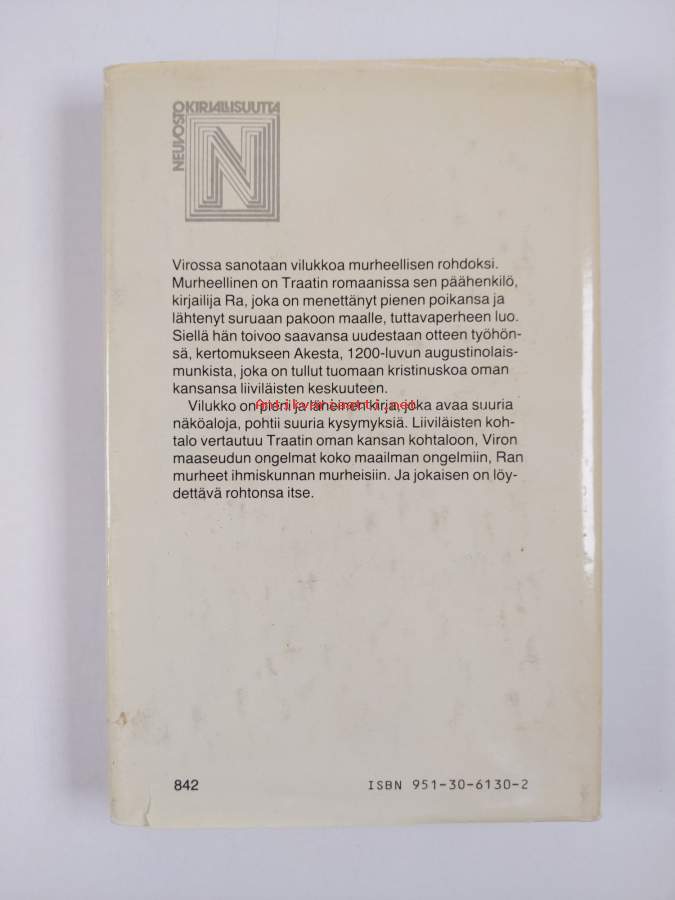 NEUVOSTO
KIRJALLISUUTTA
N
Virossa sanotaan vilukkoa murheellisen rohdoksi.
Murheellinen on Traatin romaanissa sen päähenkilö,
kirjailija Ra, joka on menettänyt pienen poikansa ja
lähtenyt suruaan pakoon maalle, tuttavaperheen luo.
Siellä hän toivoo saavansa uudestaan otteen työhön-
sä, kertomukseen Akesta, 1200-luvun augustinolais-
munkista, joka on tullut tuomaan kristinuskoa oman
kansansa liiviläisten keskuuteen.
Vilukko on pieni ja läheinen kirja, joka avaa suuria
näköaloja, pohtii suuria kysymyksiä. Liiviläisten koh-
talo vertautuu Traatin oman kansan kohtaloon, Viron
maaseudun ongelmat koko maailman ongelmiin, Ran
murheet ihmiskunnan murheisiin. Ja jokaisen on löy-
dettävä rohtonsa itse.
842
ISBN 951-30-6130-2